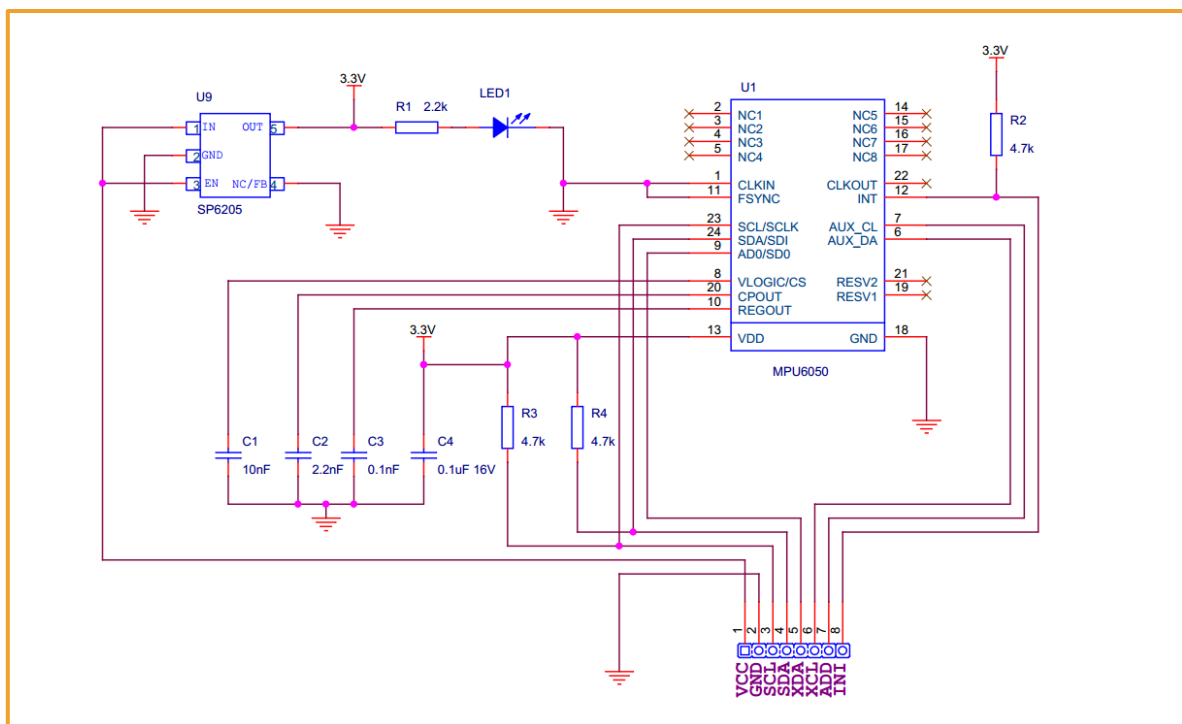 3.3V
U9
1 IN OUT 5
2 GND
3 EN NC/FB 4
SP6205
R1 2.2k
LED1
U1
2 NC1 NC5 14
3 NC2 NC6 15
4 NC3 NC7 16
5 NC4 NC8 17
1 CLKIN CLKOUT 22
11 FSYNC INT 12
23 SCL/SCLK AUX_CL 7
24 SDA/SDI AUX_DA 6
9 AD0/SD0
8 VLOGIC/CS RESV2 21
20 CPOUT RESV1 19
10 REGOUT
13 VDD GND 18
MPU6050
3.3V
R2
4.7k
3.3V
C1
10nF
C2
2.2nF
C3
0.1nF
C4
0.1uF 16V
R3
4.7k
R4
4.7k
1 2 3 4 5 6 7 8
VCC
GND
SCL
SDA
XDA
XCL
ADD
INI